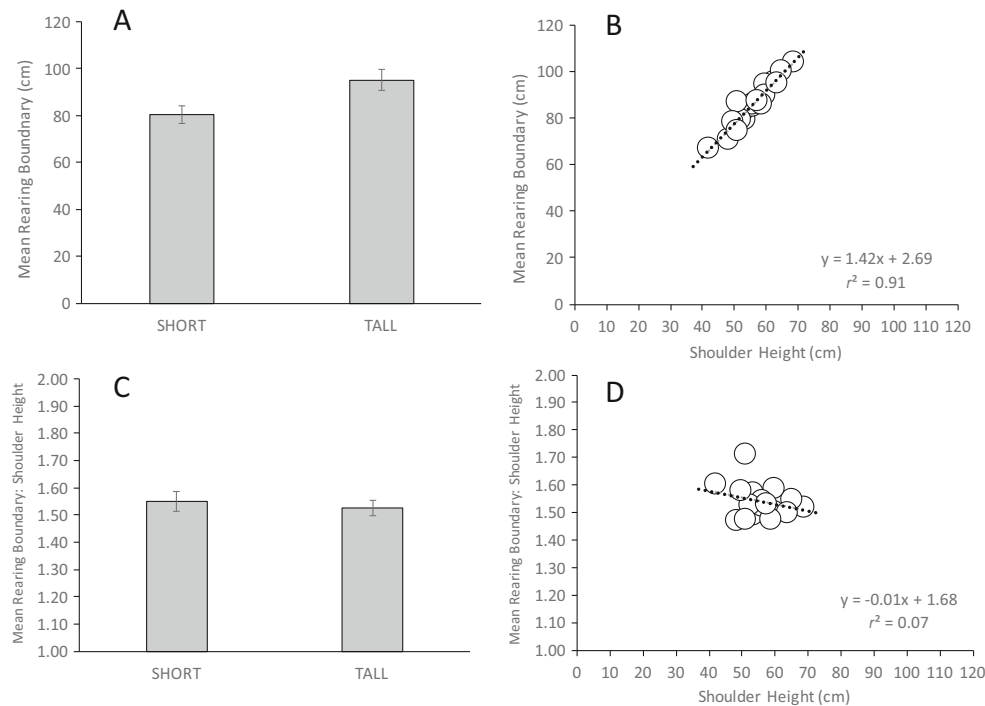 A
Mean Rearing Boundnary (cm)
120
100
80
60
40
20
0
SHORT TALL
B
Mean Rearing Boundary (cm)
120
100
80
60
40
20
0
y = 1.42x + 2.69
r² = 0.91
0 10 20 30 40 50 60 70 80 90 100 110 120
Shoulder Height (cm)
C
Mean Rearing Boundary: Shoulder Height
2.00
1.90
1.80
1.70
1.60
1.50
1.40
1.30
1.20
1.10
1.00
SHORT TALL
D
Mean Rearing Boundary: Shoulder Height
2.00
1.90
1.80
1.70
1.60
1.50
1.40
1.30
1.20
1.10
1.00
y = -0.01x + 1.68
r² = 0.07
0 10 20 30 40 50 60 70 80 90 100 110 120
Shoulder Height (cm)